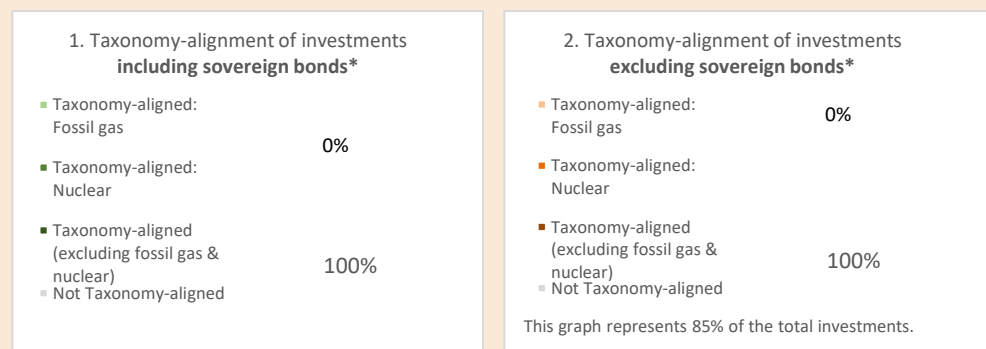 1. Taxonomy-alignment of investments
including sovereign bonds*
Taxonomy-aligned:
Fossil gas
0%
Taxonomy-aligned:
Nuclear
Taxonomy-aligned
(excluding fossil gas &
nuclear)
100%
Not Taxonomy-aligned
2. Taxonomy-alignment of investments
excluding sovereign bonds*
Taxonomy-aligned:
Fossil gas
0%
Taxonomy-aligned:
Nuclear
Taxonomy-aligned
(excluding fossil gas &
nuclear)
100%
Not Taxonomy-aligned
This graph represents 85% of the total investments.